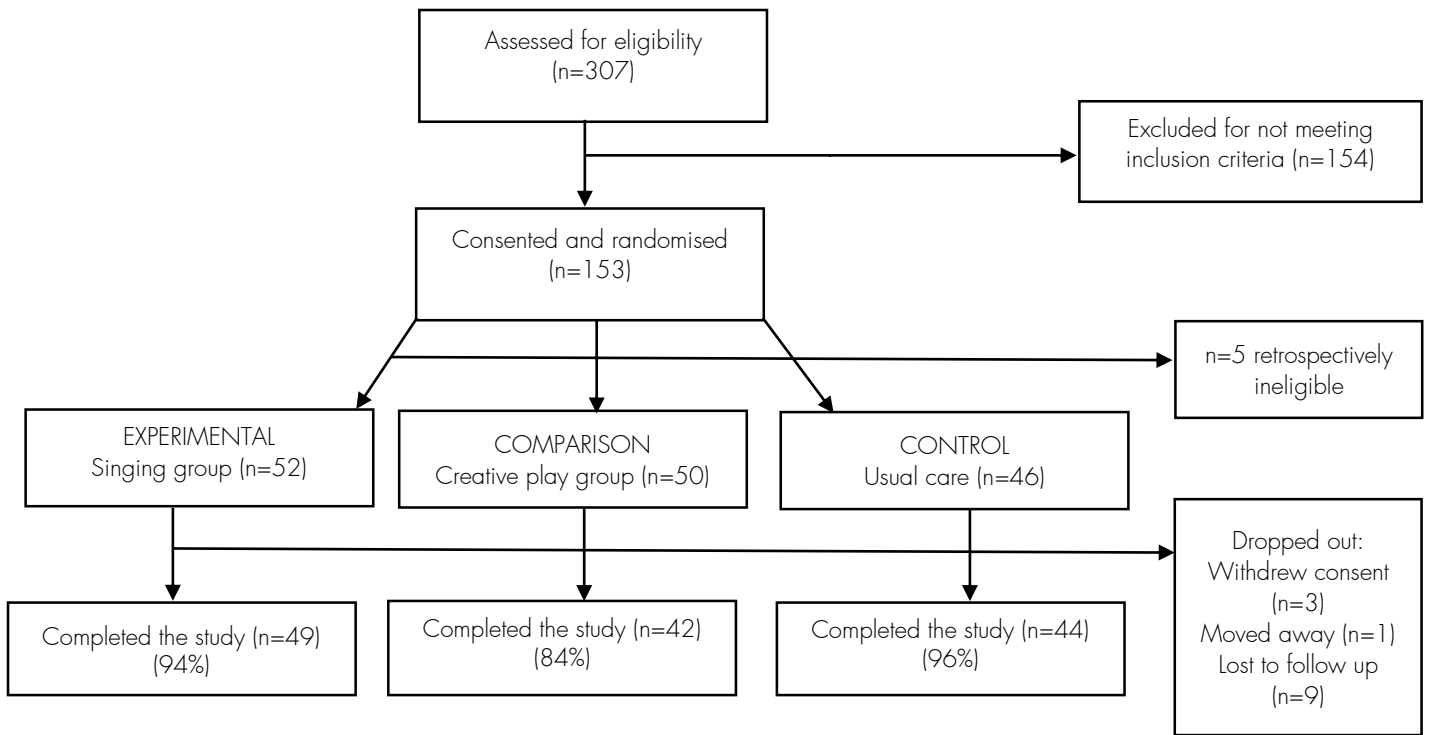 Assessed for eligibility
(n=307)
Excluded for not meeting
inclusion criteria (n=154)
Consented and randomised
(n=153)
n=5 retrospectively
ineligible
EXPERIMENTAL
Singing group (n=52)
COMPARISON
Creative play group (n=50)
CONTROL
Usual care (n=46)
Dropped out:
Withdrew consent
(n=3)
Moved away (n=1)
Lost to follow up
(n=9)
Completed the study (n=49)
(94%)
Completed the study (n=42)
(84%)
Completed the study (n=44)
(96%)